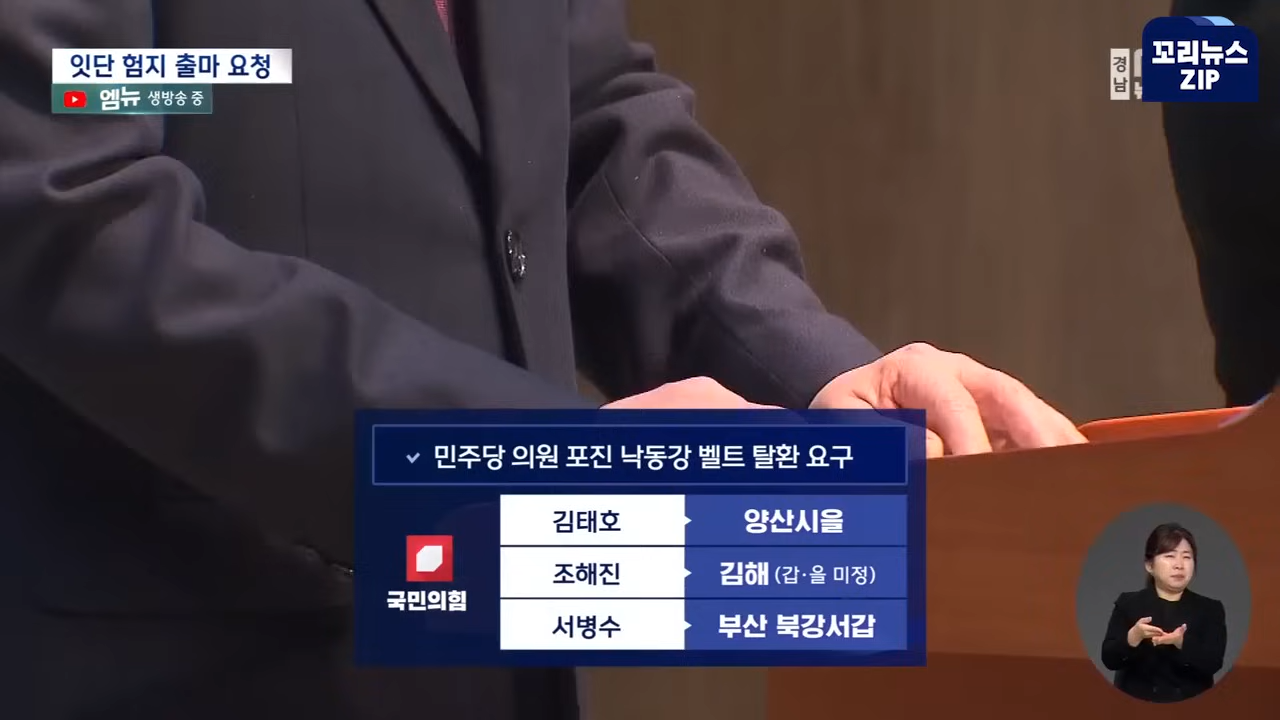 잇단 험지 출마 요청
엠뉴 생방송 중
경남
꼬리뉴스
ZIP
민주당 의원 포진 낙동강 벨트 탈환 요구
국민의힘
김태호 양산시을
조해진 김해 (갑·을 미정)
서병수 부산 북강서갑